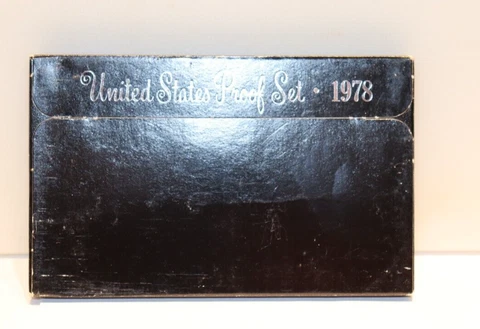 United States Proof Set · 1978